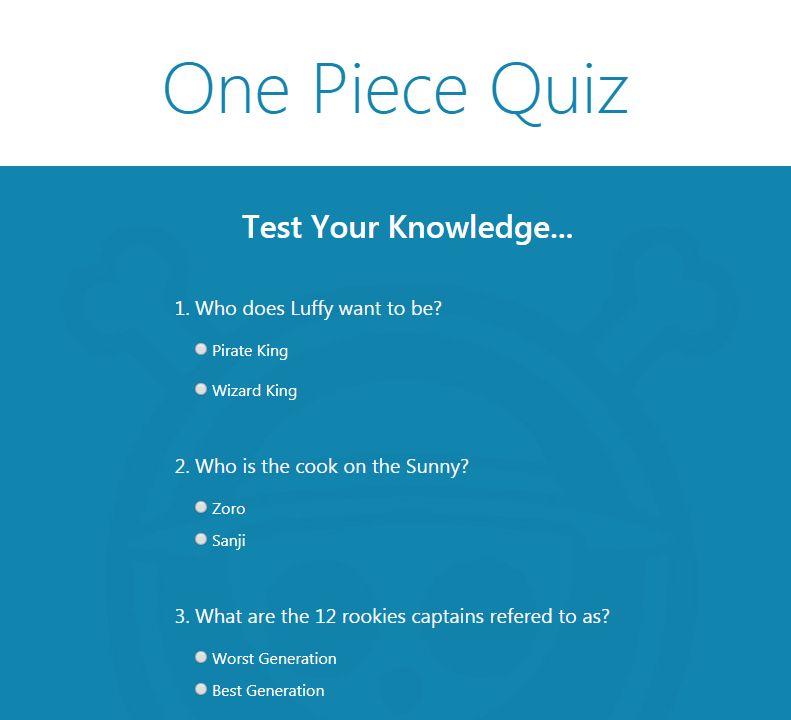 One Piece Quiz
Test Your Knowledge...
1. Who does Luffy want to be?
Pirate King
Wizard King
2. Who is the cook on the Sunny?
Zoro
Sanji
3. What are the 12 rookies captains refered to as?
Worst Generation
Best Generation